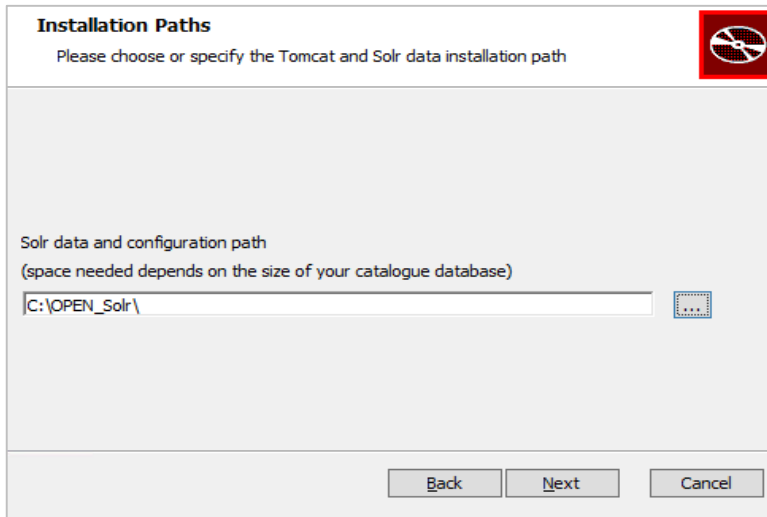 Installation Paths
Please choose or specify the Tomcat and Solr data installation path
Solr data and configuration path
(space needed depends on the size of your catalogue database)
C:\OPEN_Solr\
...
Back
Next
Cancel